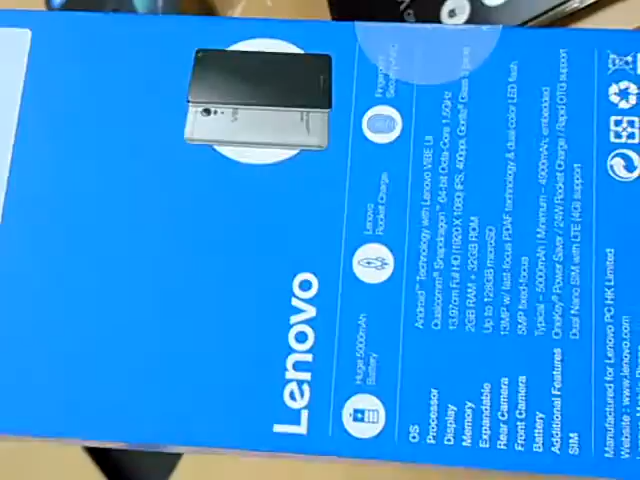 Lenovo
Huge 5000mAh
Battery
Lenovo
Rocket Charge
Fingerprint
OS Android™ Technology with Lenovo VIBE UI
Processor Qualcomm® Snapdragon™ 64-bit Octa-Core 1.5GHz
Display 13.97cm Full HD (1920 X 1080) IPS, 400ppi, Gorilla® Glass
Memory 2GB RAM + 32GB ROM
Expandable Up to 128GB microSD
Rear Camera 13MP w/ fast-focus PDAF technology & dual-color LED flash
Front Camera 5MP fixed-focus
Battery Typical – 5000mAh | Minimum – 4900mAh; embedded
Additional Features OneKey® Power Saver / 24W Rocket Charge / Rapid OTG support
SIM Dual Nano SIM with LTE (4G) support
Manufactured for Lenovo PC HK Limited
Website : www.lenovo.com